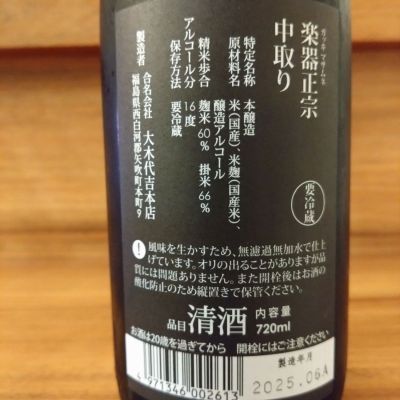 ガッキ マサムネ
楽器正宗
中取り
要冷蔵
特定名称 本醸造
原材料名 米(国産)、米麹(国産米)、
醸造アルコール
精米歩合 麹米60% 掛米66%
アルコール分 16度
保存方法 要冷蔵
製造者 合名会社 大木代吉本店
福島県西白河郡矢吹町本町9
! 風味を生かすため、無濾過無加水で仕上
げています。オリの出ることがありますが品
質には問題ありません。また開栓後はお酒の
酸化防止のため縦置きで保管ください。
品目 清酒 内容量 720ml
お酒は20歳を過ぎてから 開栓にはご注意ください
4 971346 002613
製造年月
2025.06A